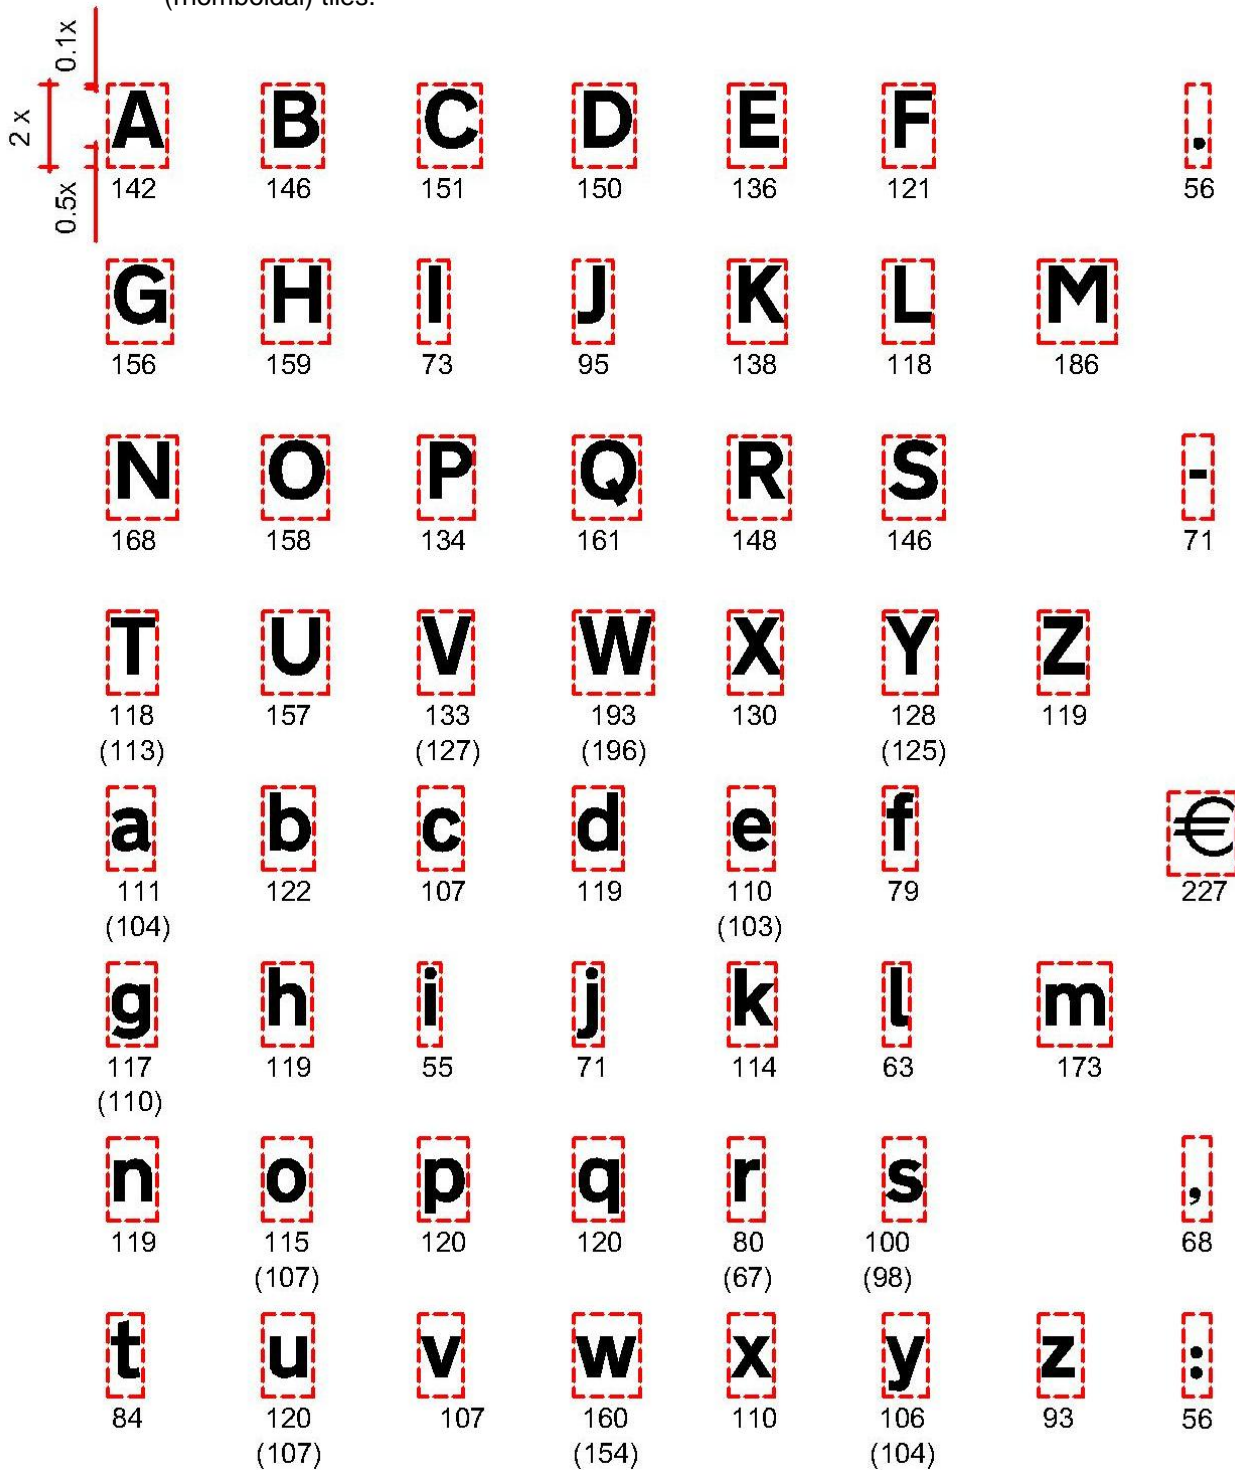 (rhomboidal) tiles.
0.1x
2 x
0.5x
A B C D E F .
142 146 151 150 136 121 56
G H I J K L M
156 159 73 95 138 118 186
N O P Q R S -
168 158 134 161 148 146 71
T U V W X Y Z
118 157 133 193 130 128 119
(113) (127) (196) (125)
a b c d e f €
111 122 107 119 110 79 227
(104) (103)
g h i j k l m
117 119 55 71 114 63 173
(110)
n o p q r s ,
119 115 120 120 80 100 68
(107) (67) (98)
t u v w x y z :
84 120 107 160 110 106 93 56
(107) (154) (104)